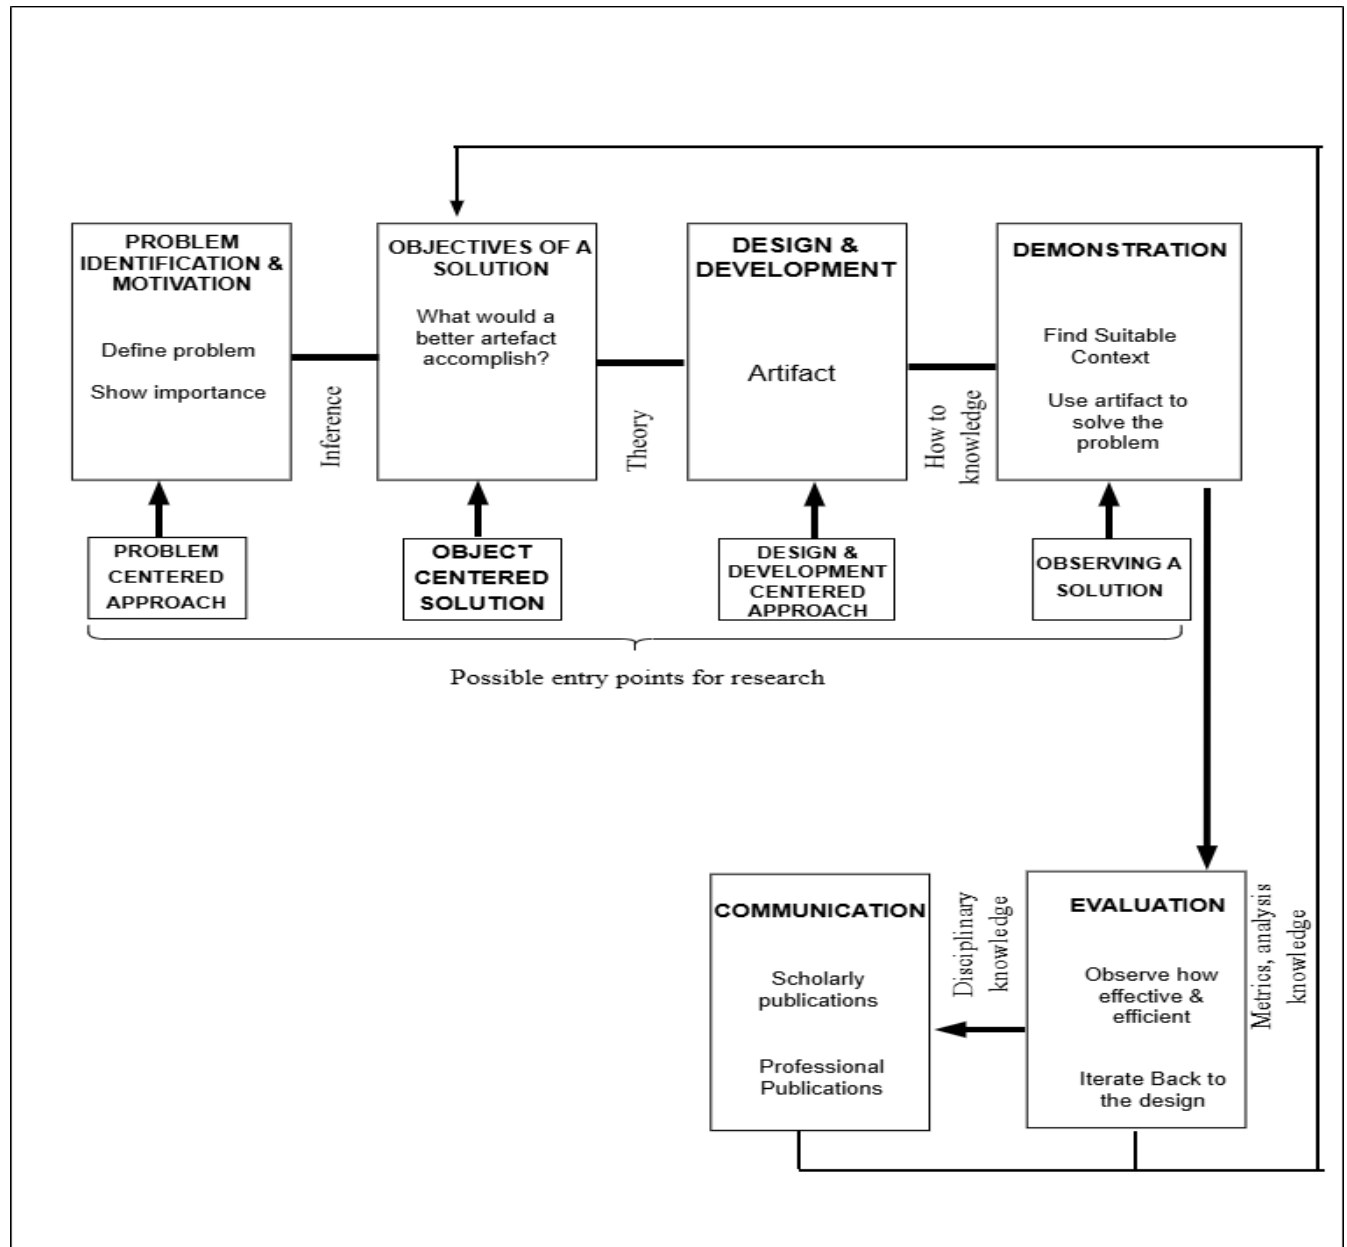 PROBLEM
IDENTIFICATION &
MOTIVATION
Define problem
Show importance
Inference
OBJECTIVES OF A
SOLUTION
What would a
better artefact
accomplish?
Theory
DESIGN &
DEVELOPMENT
Artifact
How to
knowledge
DEMONSTRATION
Find Suitable
Context
Use artifact to
solve the
problem
PROBLEM
CENTERED
APPROACH
OBJECT
CENTERED
SOLUTION
DESIGN &
DEVELOPMENT
CENTERED
APPROACH
OBSERVING A
SOLUTION
Possible entry points for research
COMMUNICATION
Scholarly
publications
Professional
Publications
Disciplinary
knowledge
EVALUATION
Observe how
effective &
efficient
Iterate Back to
the design
Metrics, analysis
knowledge